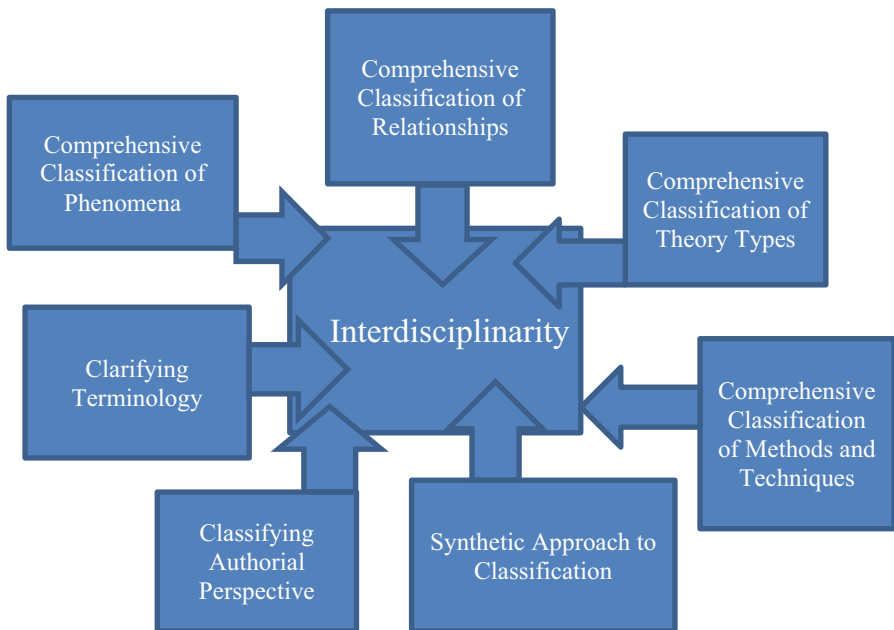 Comprehensive
Classification of
Relationships
Comprehensive
Classification of
Phenomena
Comprehensive
Classification of
Theory Types
Interdisciplinarity
Clarifying
Terminology
Comprehensive
Classification
of Methods and
Techniques
Classifying
Authorial
Perspective
Synthetic Approach to
Classification